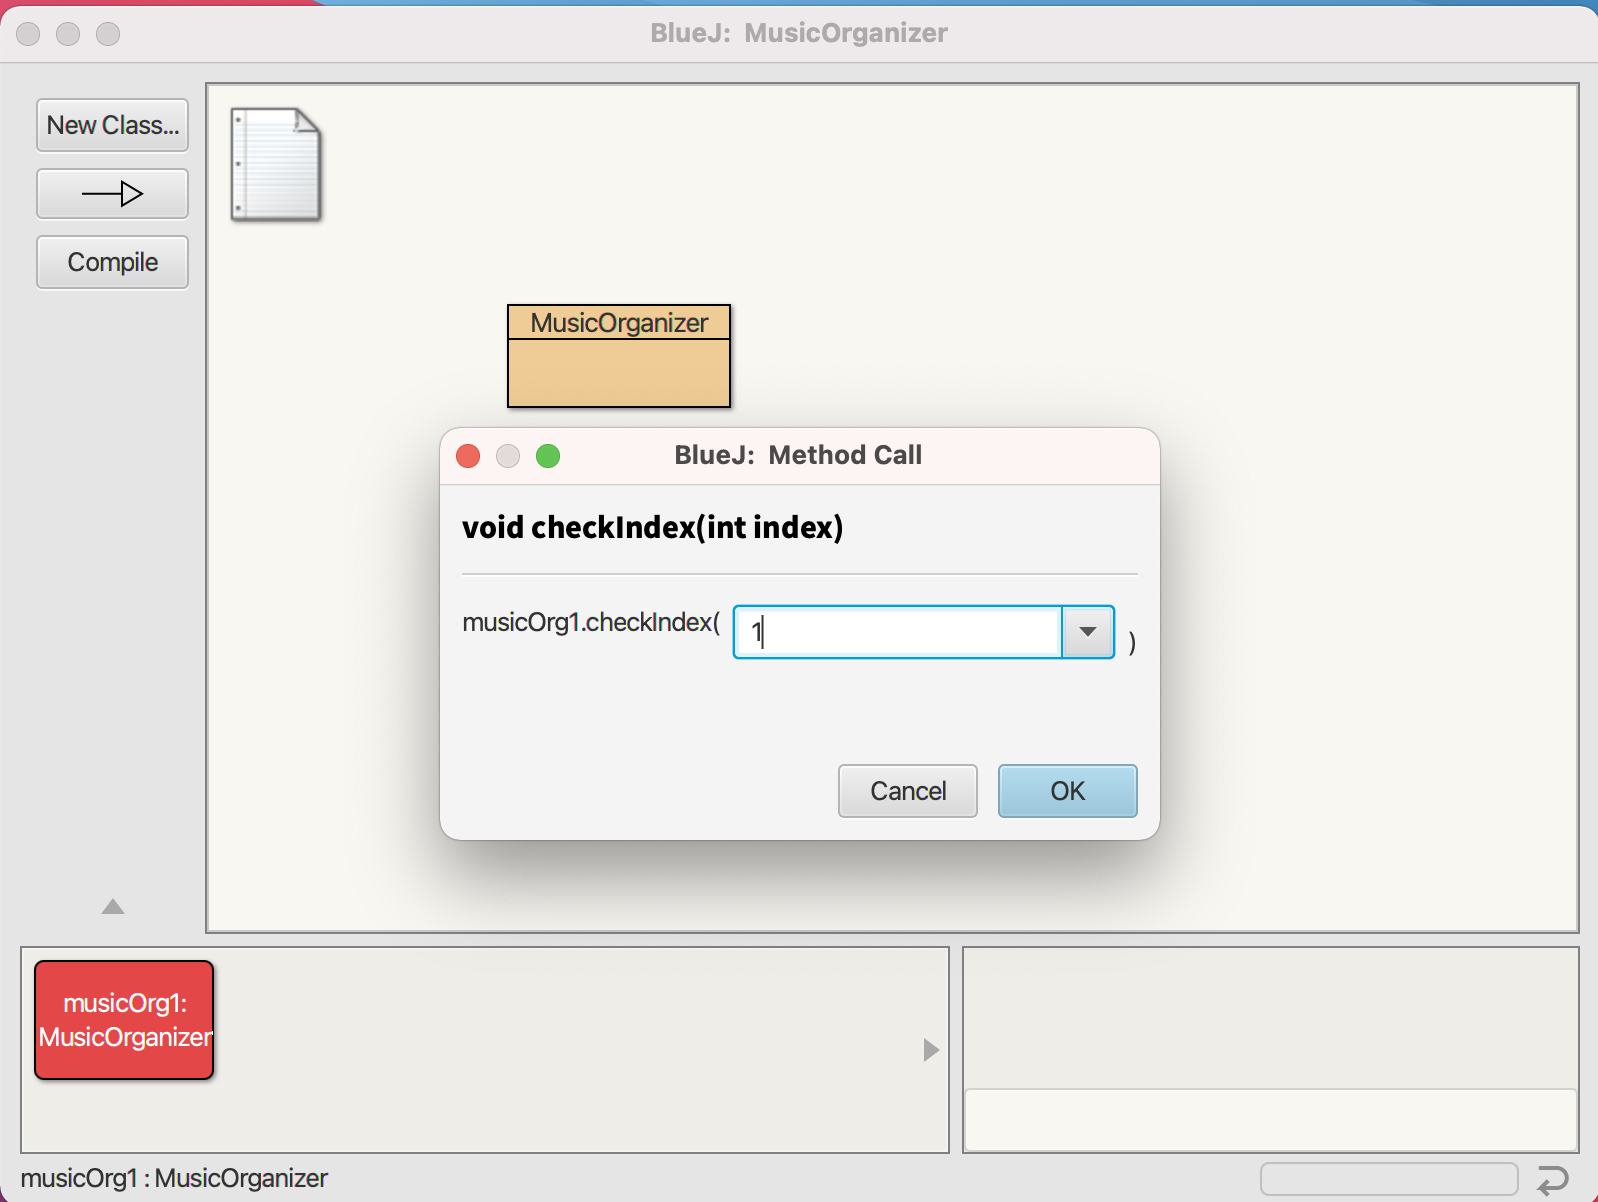 BlueJ: MusicOrganizer
New Class...
Compile
MusicOrganizer
BlueJ: Method Call
void checkIndex(int index)
musicOrg1.checkIndex( 1 )
Cancel OK
musicOrg1:
MusicOrganizer
musicOrg1 : MusicOrganizer